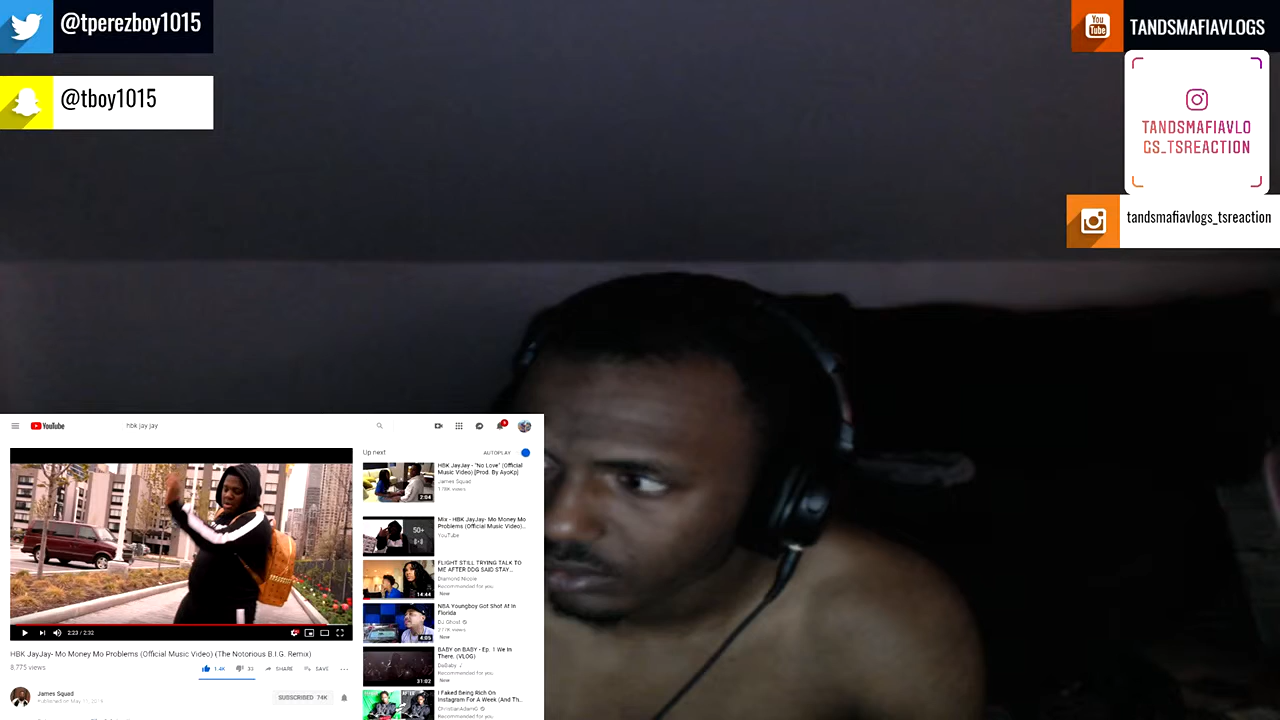 @tperezboy1015
@tboy1015
You
Tube
TANDSMAFIAVLOGS
TANDSMAFIAVLO
GS_TSREACTION
tandsmafiavlogs_tsreaction
YouTube
hbk jay jay
Up next
AUTOPLAY
HBK JayJay - "No Love" (Official
Music Video) [Prod. By AyoKp]
James Squad
2:04
Mix - HBK JayJay- Mo Money Mo
Problems (Official Music Video)...
YouTube
50+
FLIGHT STILL TRYING TALK TO
ME AFTER DDG SAID STAY...
Diamond Nicole
Recommended for you
New
14:44
NBA Youngboy Got Shot At In
Florida
DJ Ghost
New
4:05
BABY on BABY - Ep. 1 We In
There. (VLOG)
DaBaby
Recommended for you
New
31:02
I Faked Being Rich On
Instagram For A Week (And Th...
Recommended for you
2:23 / 2:32
HBK JayJay- Mo Money Mo Problems (Official Music Video) (The Notorious B.I.G. Remix)
8,775 views
1.4K
33
SHARE
SAVE
James Squad
SUBSCRIBED 74K